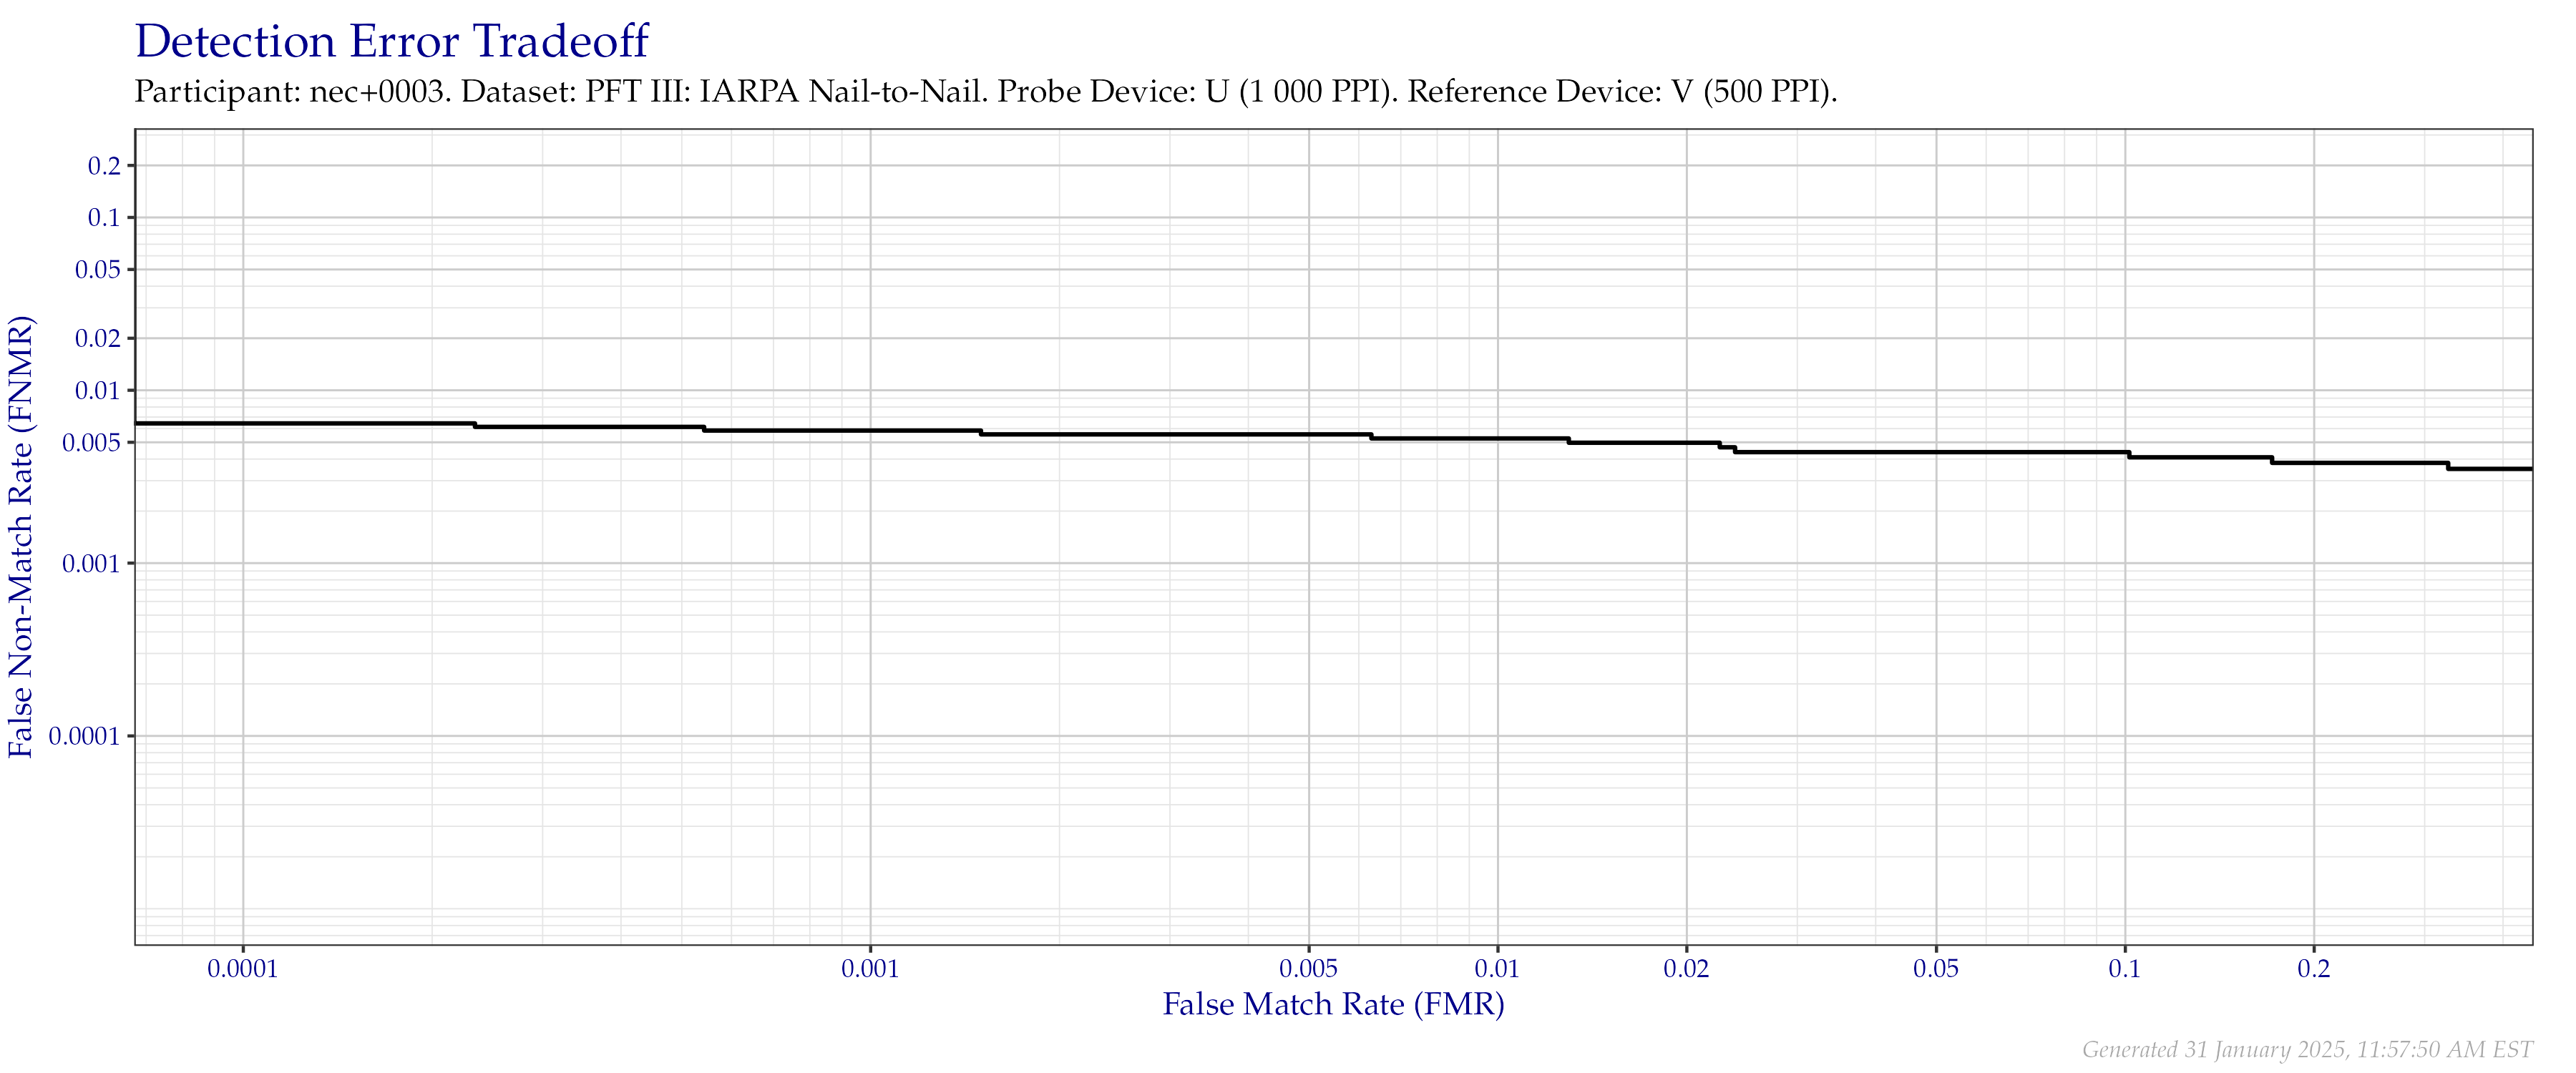 Detection Error Tradeoff
Participant: nec+0003. Dataset: PFT III: IARPA Nail-to-Nail. Probe Device: U (1 000 PPI). Reference Device: V (500 PPI).
False Non-Match Rate (FNMR)
0.2
0.1
0.05
0.02
0.01
0.005
0.001
0.0001
0.0001 0.001 0.005 0.01 0.02 0.05 0.1 0.2
False Match Rate (FMR)
Generated 31 January 2025, 11:57:50 AM EST